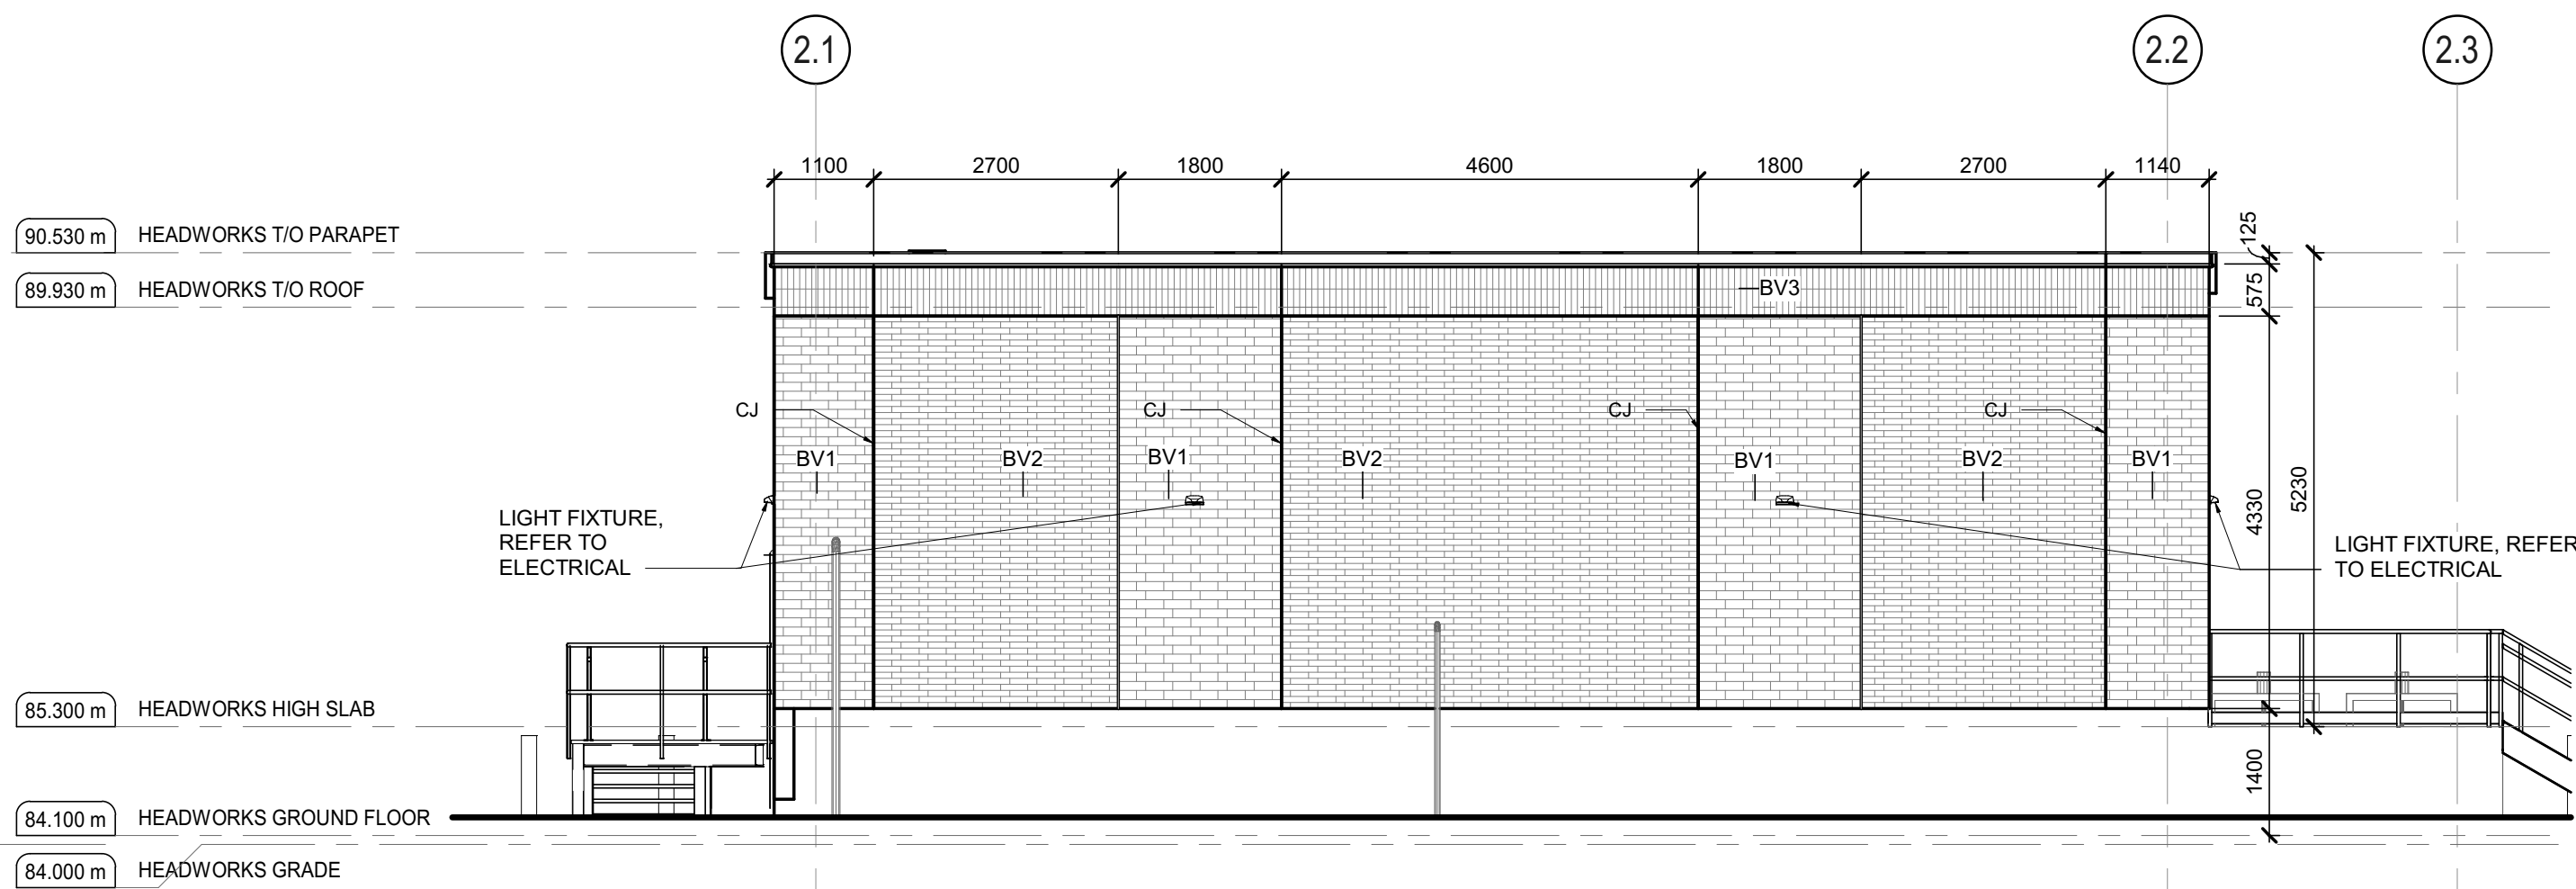 2.1
2.2
2.3
1100
2700
1800
4600
1800
2700
1140
90.530 m HEADWORKS T/O PARAPET
125
89.930 m HEADWORKS T/O ROOF
BV3
575
CJ
CJ
CJ
CJ
BV1
BV2
BV1
BV2
BV1
BV2
BV1
4330
5230
LIGHT FIXTURE,
REFER TO
ELECTRICAL
LIGHT FIXTURE, REFER
TO ELECTRICAL
85.300 m HEADWORKS HIGH SLAB
1400
84.100 m HEADWORKS GROUND FLOOR
84.000 m HEADWORKS GRADE